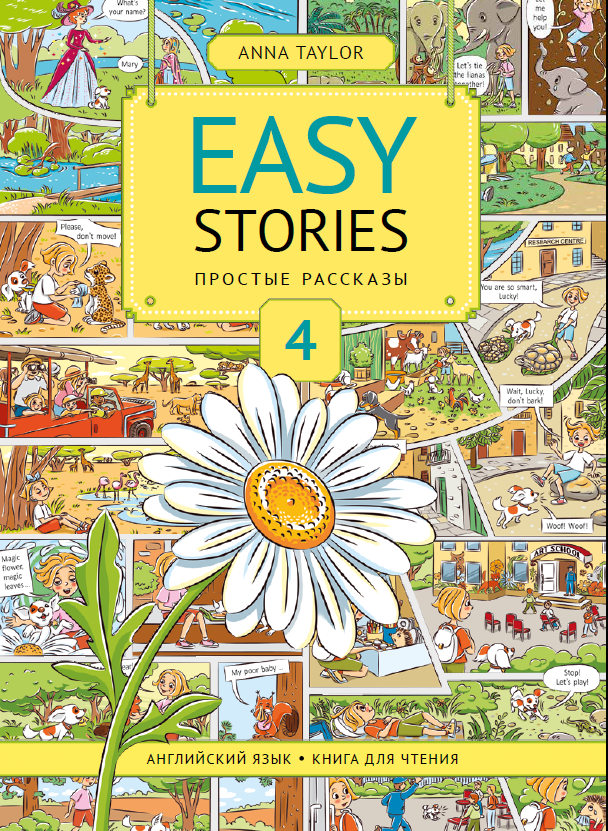 What's
your name?
Mary
ANNA TAYLOR
me
help
you!
Let's tie
the lianas
together!
EASY
STORIES
ПРОСТЫЕ РАССКАЗЫ
4
Please,
don't move!
RESEARCH CENTRE
You are so smart,
Lucky!
Wait, Lucky,
don't bark!
Woof! Woof!
Magic
flower,
magic
leaves...
ART SCHOOL
My poor baby ...
Stop!
Let's play!
АНГЛИЙСКИЙ ЯЗЫК • КНИГА ДЛЯ ЧТЕНИЯ